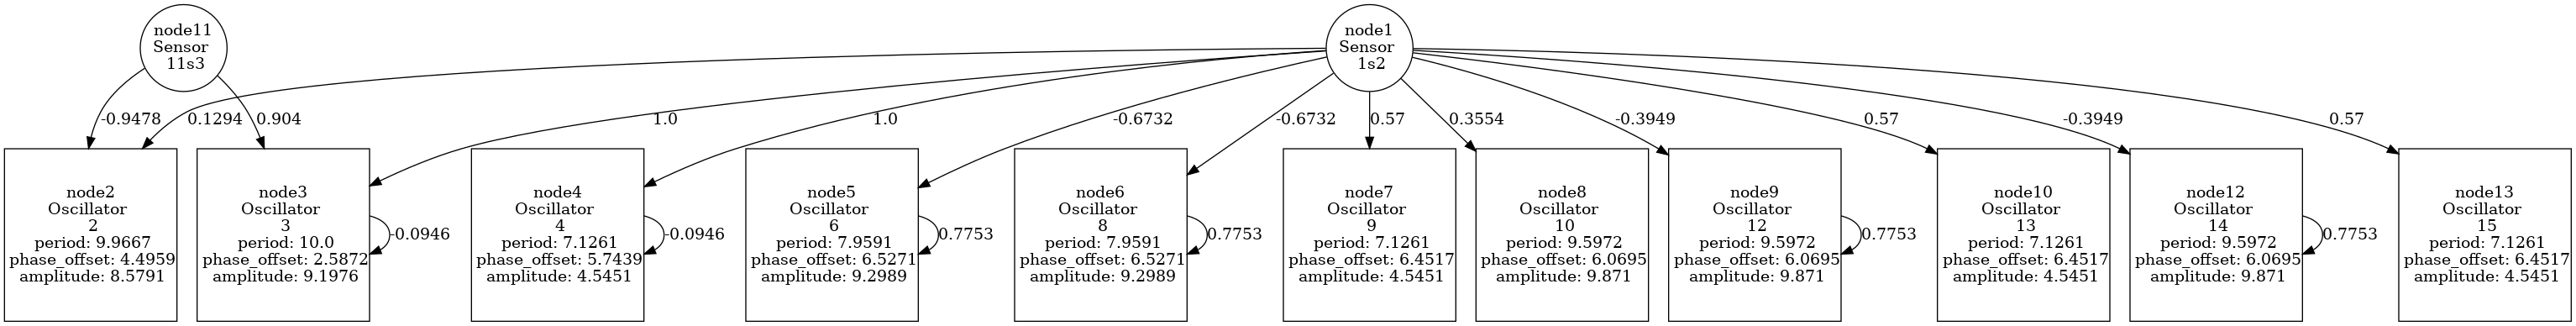 node11
Sensor
11s3
node1
Sensor
1s2
-0.9478
0.1294
0.904
1.0
1.0
-0.6732
-0.6732
0.57
0.3554
-0.3949
0.57
-0.3949
0.57
node2
Oscillator
2
period: 9.9667
phase_offset: 4.4959
amplitude: 8.5791
node3
Oscillator
3
period: 10.0
phase_offset: 2.5872
amplitude: 9.1976
-0.0946
node4
Oscillator
4
period: 7.1261
phase_offset: 5.7439
amplitude: 4.5451
-0.0946
node5
Oscillator
6
period: 7.9591
phase_offset: 6.5271
amplitude: 9.2989
0.7753
node6
Oscillator
8
period: 7.9591
phase_offset: 6.5271
amplitude: 9.2989
0.7753
node7
Oscillator
9
period: 7.1261
phase_offset: 6.4517
amplitude: 4.5451
node8
Oscillator
10
period: 9.5972
phase_offset: 6.0695
amplitude: 9.871
node9
Oscillator
12
period: 9.5972
phase_offset: 6.0695
amplitude: 9.871
0.7753
node10
Oscillator
13
period: 7.1261
phase_offset: 6.4517
amplitude: 4.5451
node12
Oscillator
14
period: 9.5972
phase_offset: 6.0695
amplitude: 9.871
0.7753
node13
Oscillator
15
period: 7.1261
phase_offset: 6.4517
amplitude: 4.5451